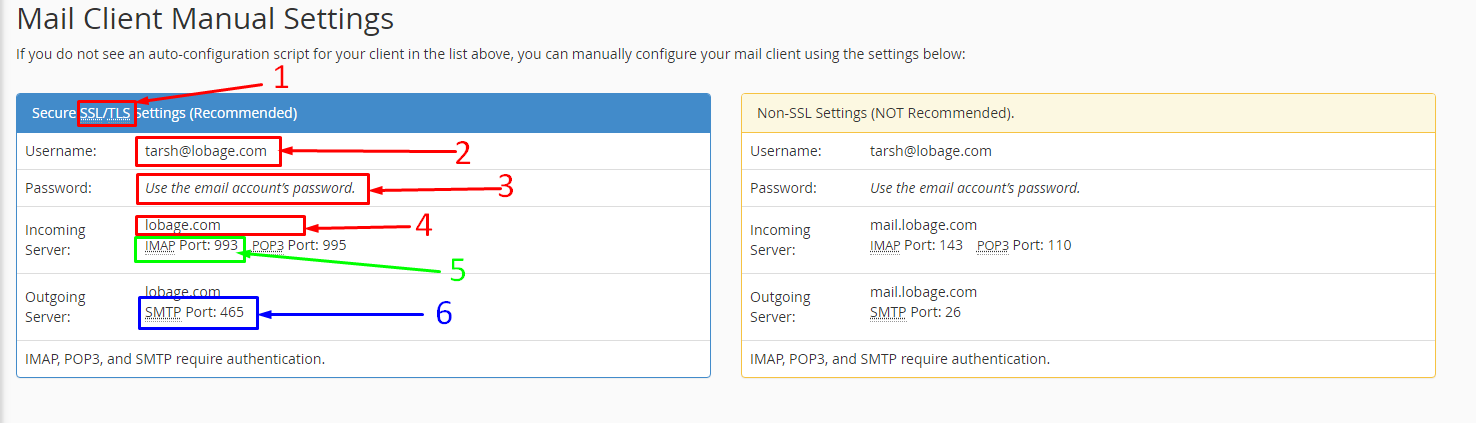 Mail Client Manual Settings
If you do not see an auto-configuration script for your client in the list above, you can manually configure your mail client using the settings below:
1
Secure SSL/TLS Settings (Recommended)
Username: tarsh@lobage.com
2
Password: Use the email account's password.
3
Incoming Server: lobage.com
4
IMAP Port: 993 POP3 Port: 995
5
Outgoing Server: lobage.com
SMTP Port: 465
6
IMAP, POP3, and SMTP require authentication.
Non-SSL Settings (NOT Recommended).
Username: tarsh@lobage.com
Password: Use the email account's password.
Incoming Server: mail.lobage.com
IMAP Port: 143 POP3 Port: 110
Outgoing Server: mail.lobage.com
SMTP Port: 26
IMAP, POP3, and SMTP require authentication.